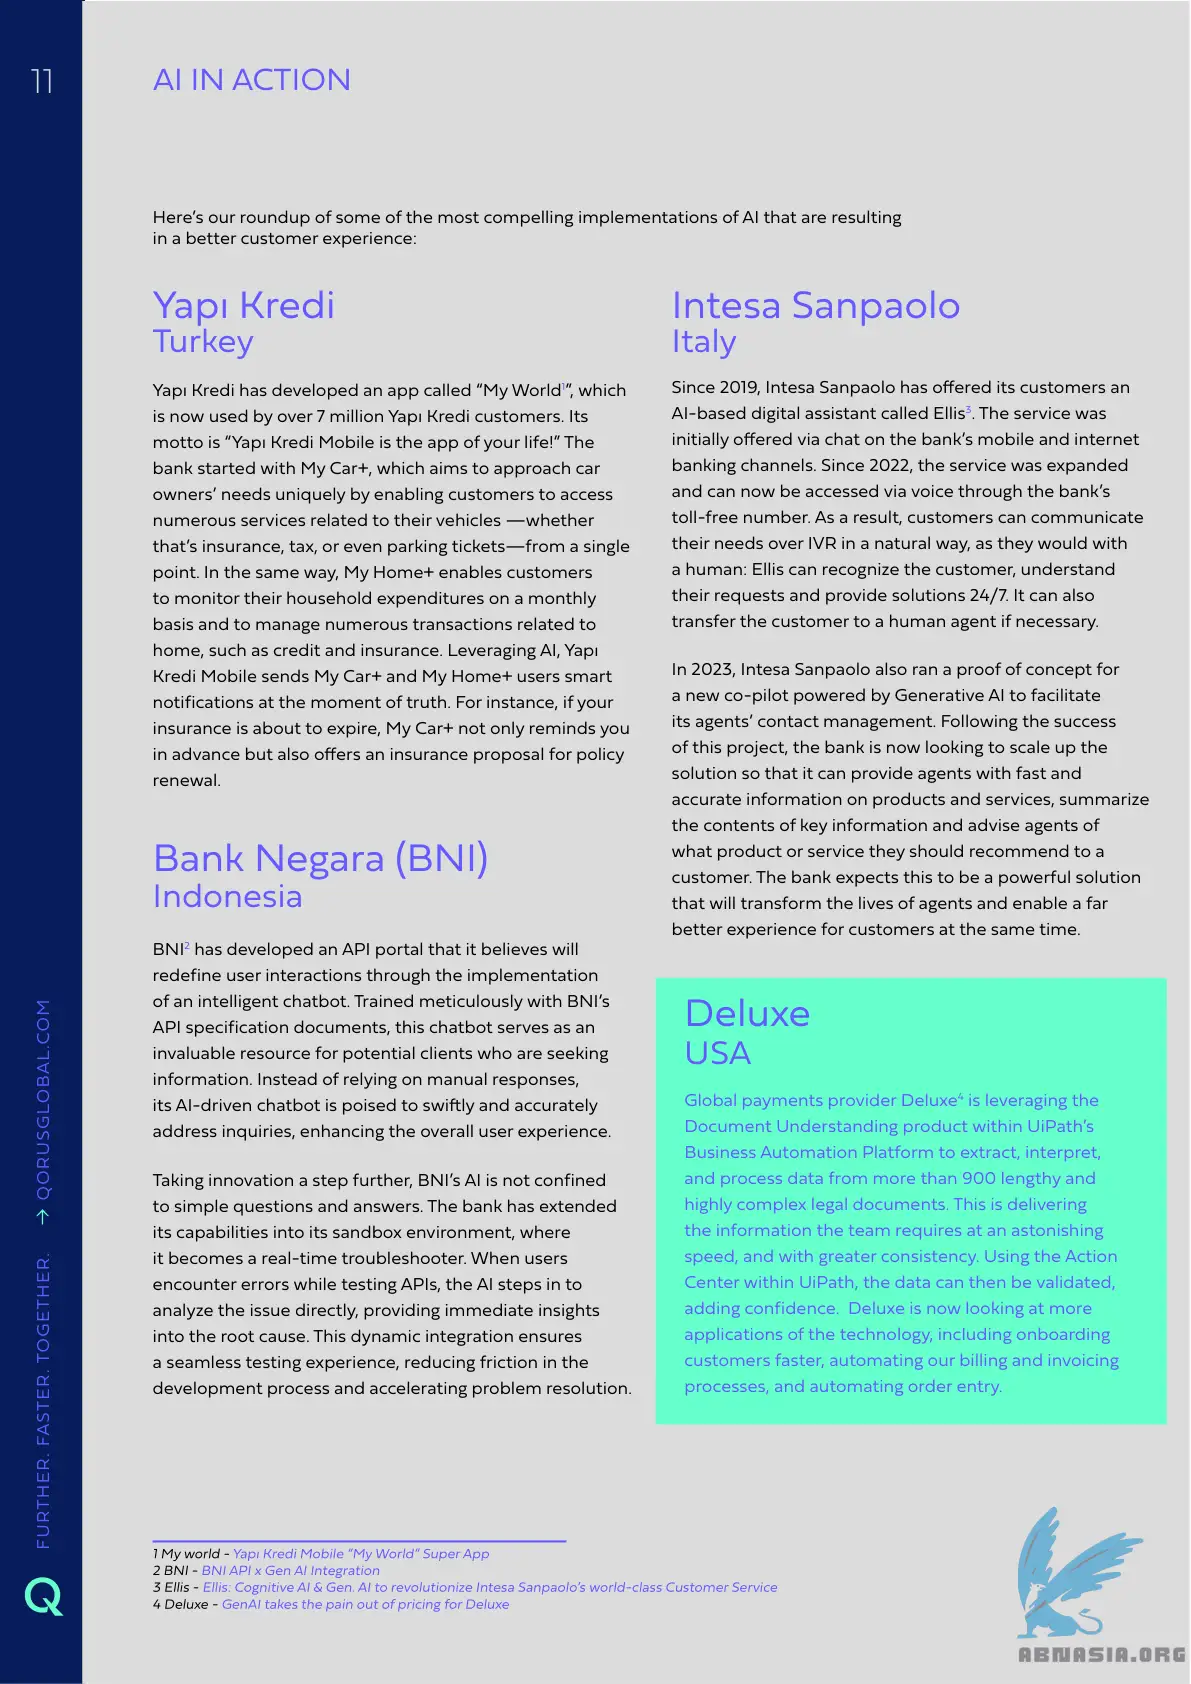 11
AI IN ACTION
Here's our roundup of some of the most compelling implementations of AI that are resulting
in a better customer experience:
Yapı Kredi
Turkey
Yapı Kredi has developed an app called “My World¹”, which
is now used by over 7 million Yapı Kredi customers. Its
motto is “Yapı Kredi Mobile is the app of your life!” The
bank started with My Car+, which aims to approach car
owners’ needs uniquely by enabling customers to access
numerous services related to their vehicles —whether
that’s insurance, tax, or even parking tickets—from a single
point. In the same way, My Home+ enables customers
to monitor their household expenditures on a monthly
basis and to manage numerous transactions related to
home, such as credit and insurance. Leveraging AI, Yapı
Kredi Mobile sends My Car+ and My Home+ users smart
notifications at the moment of truth. For instance, if your
insurance is about to expire, My Car+ not only reminds you
in advance but also offers an insurance proposal for policy
renewal.
Bank Negara (BNI)
Indonesia
BNI² has developed an API portal that it believes will
redefine user interactions through the implementation
of an intelligent chatbot. Trained meticulously with BNI’s
API specification documents, this chatbot serves as an
invaluable resource for potential clients who are seeking
information. Instead of relying on manual responses,
its AI-driven chatbot is poised to swiftly and accurately
address inquiries, enhancing the overall user experience.
Taking innovation a step further, BNI’s AI is not confined
to simple questions and answers. The bank has extended
its capabilities into its sandbox environment, where
it becomes a real-time troubleshooter. When users
encounter errors while testing APIs, the AI steps in to
analyze the issue directly, providing immediate insights
into the root cause. This dynamic integration ensures
a seamless testing experience, reducing friction in the
development process and accelerating problem resolution.
Intesa Sanpaolo
Italy
Since 2019, Intesa Sanpaolo has offered its customers an
AI-based digital assistant called Ellis³. The service was
initially offered via chat on the bank’s mobile and internet
banking channels. Since 2022, the service was expanded
and can now be accessed via voice through the bank’s
toll-free number. As a result, customers can communicate
their needs over IVR in a natural way, as they would with
a human: Ellis can recognize the customer, understand
their requests and provide solutions 24/7. It can also
transfer the customer to a human agent if necessary.
In 2023, Intesa Sanpaolo also ran a proof of concept for
a new co-pilot powered by Generative AI to facilitate
its agents’ contact management. Following the success
of this project, the bank is now looking to scale up the
solution so that it can provide agents with fast and
accurate information on products and services, summarize
the contents of key information and advise agents of
what product or service they should recommend to a
customer. The bank expects this to be a powerful solution
that will transform the lives of agents and enable a far
better experience for customers at the same time.
Deluxe
USA
Global payments provider Deluxe⁴ is leveraging the
Document Understanding product within UiPath’s
Business Automation Platform to extract, interpret,
and process data from more than 900 lengthy and
highly complex legal documents. This is delivering
the information the team requires at an astonishing
speed, and with greater consistency. Using the Action
Center within UiPath, the data can then be validated,
adding confidence.  Deluxe is now looking at more
applications of the technology, including onboarding
customers faster, automating our billing and invoicing
processes, and automating order entry.
1 My world - Yapı Kredi Mobile “My World” Super App
2 BNI - BNI API x Gen AI Integration
3 Ellis - Ellis: Cognitive AI & Gen. AI to revolutionize Intesa Sanpaolo’s world-class Customer Service
4 Deluxe - GenAI takes the pain out of pricing for Deluxe
FURTHER. FASTER. TOGETHER. → QORUSGLOBAL.COM
Q
ABNASIA.ORG